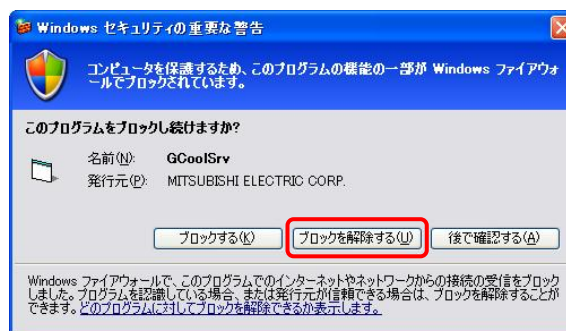 Windows セキュリティの重要な警告
コンピュータを保護するため、このプログラムの機能の一部が Windows ファイアウォ
ールでブロックされています。
このプログラムをブロックし続けますか?
名前(N): GCoolSrv
発行元(P): MITSUBISHI ELECTRIC CORP.
ブロックする(K) ブロックを解除する(U) 後で確認する(A)
Windows ファイアウォールで、このプログラムでのインターネットやネットワークからの接続の受信をブロック
しました。プログラムを認識している場合、または発行元が信頼できる場合は、ブロックを解除することが
できます。どのプログラムに対してブロックを解除できるか表示します。